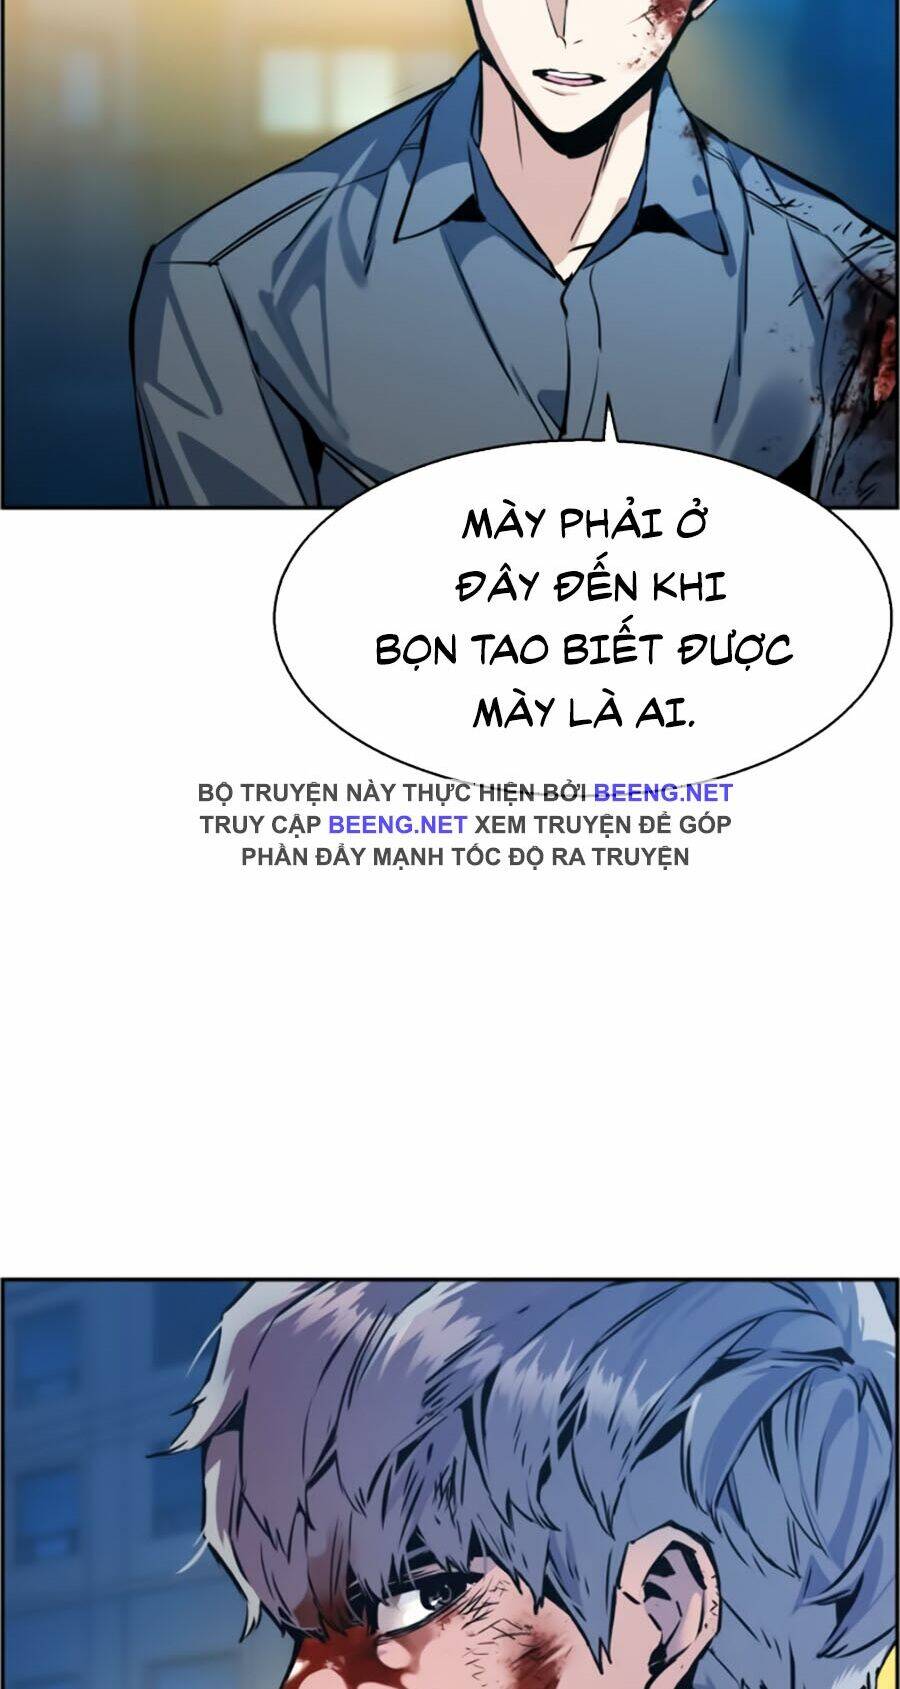 MÀY PHẢI Ở
ĐÂY ĐẾN KHI
BỌN TAO BIẾT ĐƯỢC
MÀY LÀ AI.
BỘ TRUYỆN NÀY THỰC HIỆN BỞI BEENG.NET
TRUY CẬP BEENG.NET XEM TRUYỆN ĐỂ GÓP
PHẦN ĐẨY MẠNH TỐC ĐỘ RA TRUYỆN